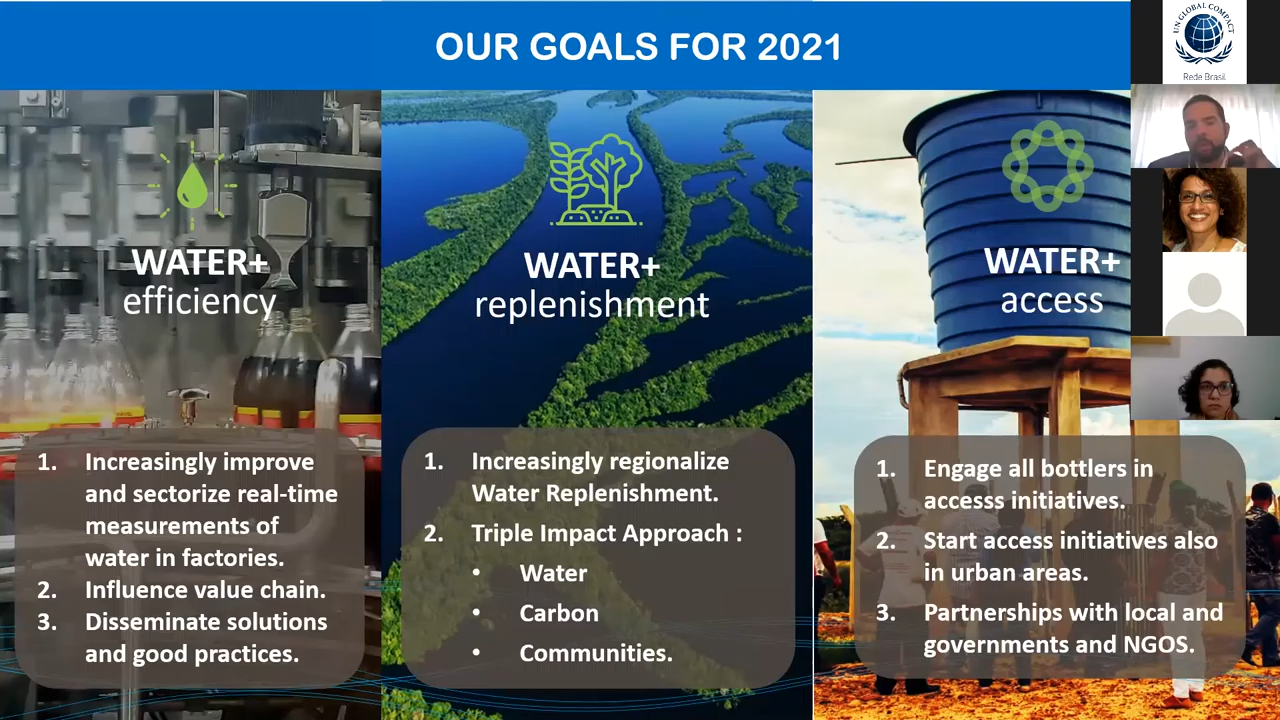 OUR GOALS FOR 2021
UN GLOBAL COMPACT
Rede Brasil
WATER+
efficiency
1. Increasingly improve
and sectorize real-time
measurements of
water in factories.
2. Influence value chain.
3. Disseminate solutions
and good practices.
WATER+
replenishment
1. Increasingly regionalize
Water Replenishment.
2. Triple Impact Approach :
• Water
• Carbon
• Communities.
WATER+
access
1. Engage all bottlers in
accesss initiatives.
2. Start access initiatives also
in urban areas.
3. Partnerships with local and
governments and NGOS.